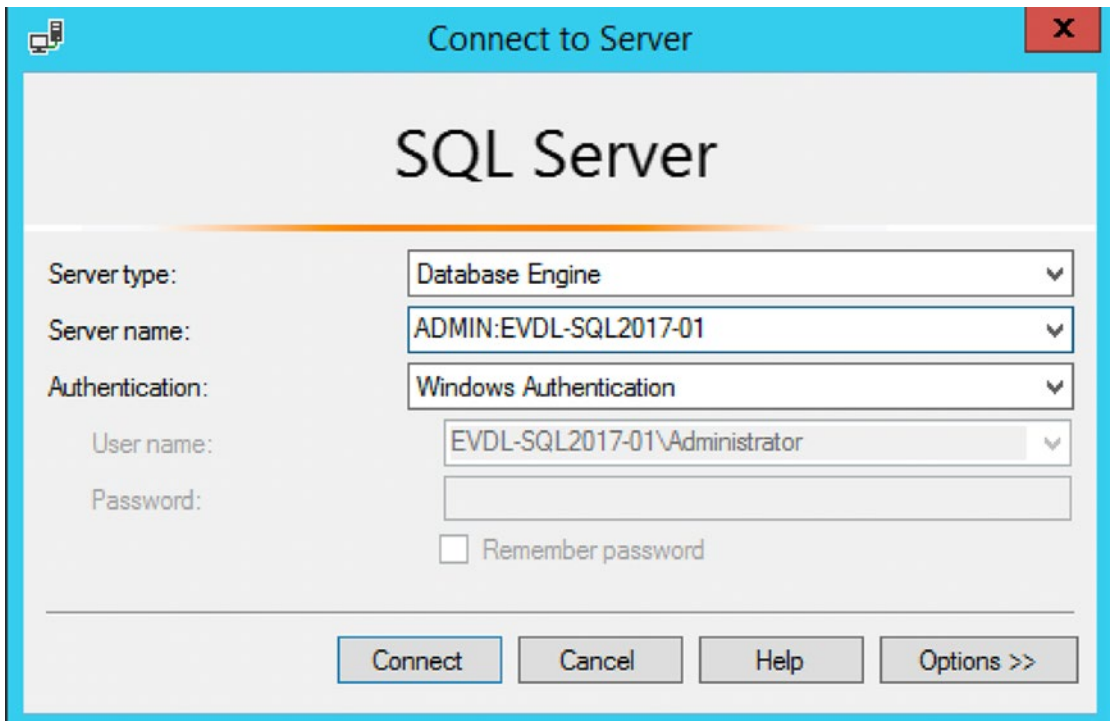 Connect to Server
x
SQL Server
Server type:
Database Engine
Server name:
ADMIN:EVDL-SQL2017-01
Authentication:
Windows Authentication
User name:
EVDL-SQL2017-01\Administrator
Password:
Remember password
Connect
Cancel
Help
Options >>